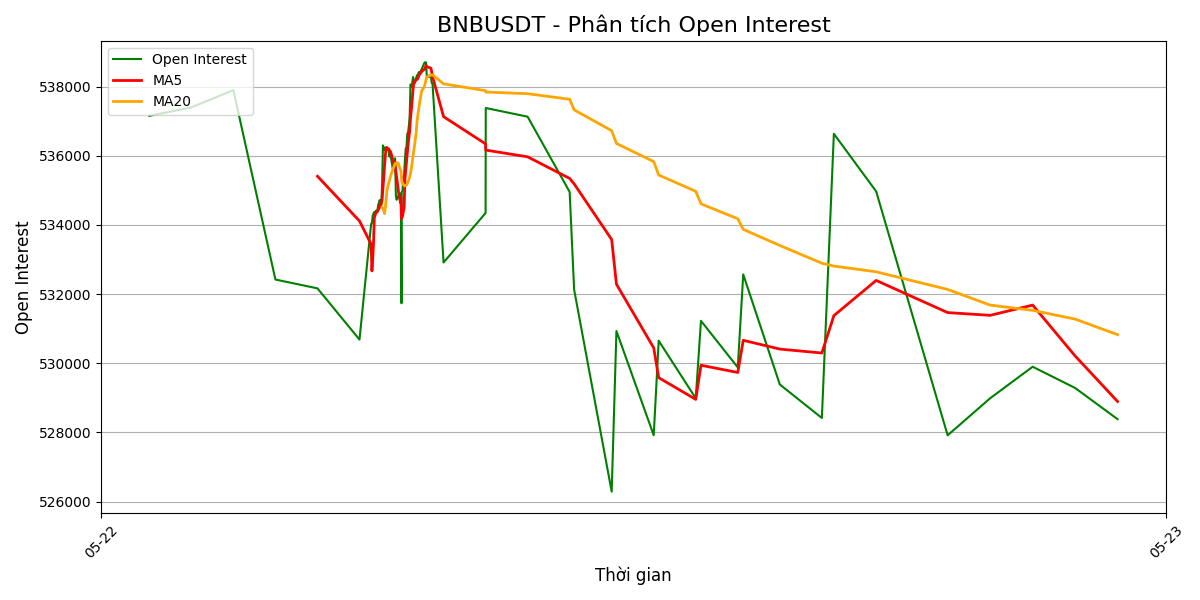 BNBUSDT - Phân tích Open Interest
Open Interest
MA5
MA20
Open Interest
538000
536000
534000
532000
530000
528000
526000
05-22
05-23
Thời gian